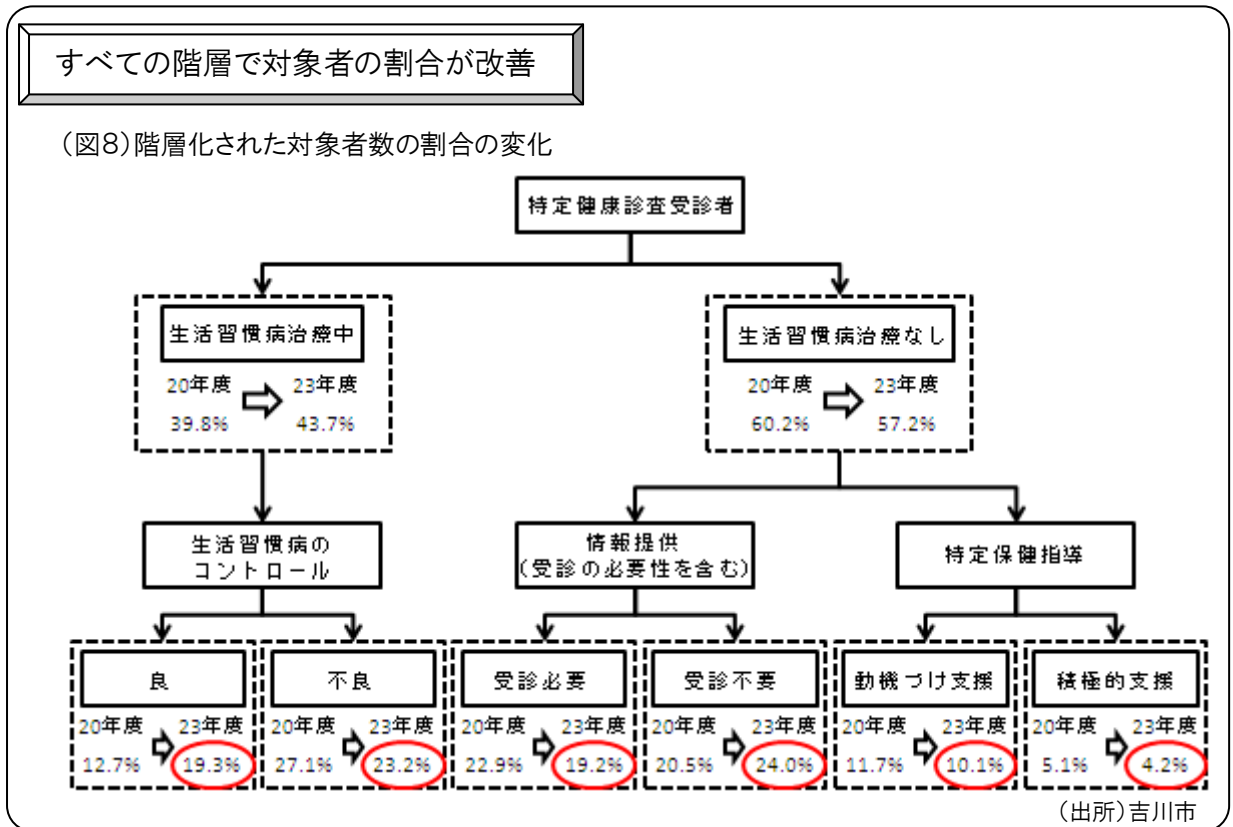 すべての階層で対象者の割合が改善
(図8)階層化された対象者数の割合の変化
特定健康診査受診者
生活習慣病治療中
20年度 23年度
39.8% 43.7%
生活習慣病治療なし
20年度 23年度
60.2% 57.2%
生活習慣病の
コントロール
情報提供
(受診の必要性を含む)
特定保健指導
良
20年度 23年度
12.7% 19.3%
不良
20年度 23年度
27.1% 23.2%
受診必要
20年度 23年度
22.9% 19.2%
受診不要
20年度 23年度
20.5% 24.0%
動機づけ支援
20年度 23年度
11.7% 10.1%
積極的支援
20年度 23年度
5.1% 4.2%
(出所)吉川市